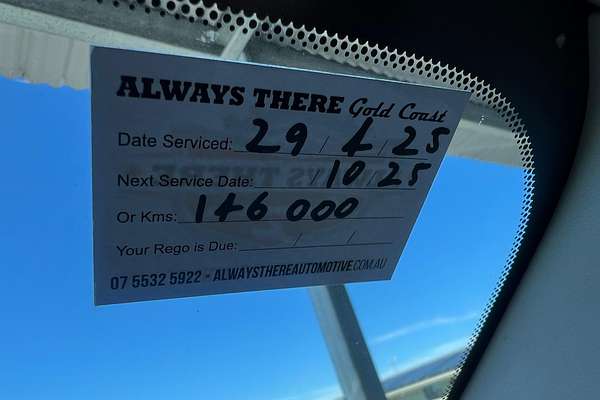 ALWAYS THERE Gold Coast
Date Serviced: 29 / 4 / 25
Next Service Date: / 10 / 25
Or Kms: 146 000
Your Rego is Due: / /
07 5532 5922 - ALWAYSTHEREAUTOMOTIVE.COM.AU